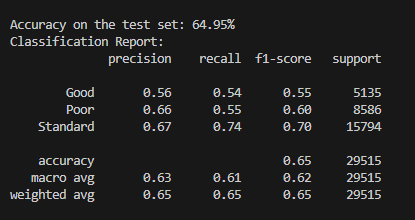 Accuracy on the test set: 64.95%
Classification Report:
precision recall f1-score support
Good 0.56 0.54 0.55 5135
Poor 0.66 0.55 0.60 8586
Standard 0.67 0.74 0.70 15794
accuracy 0.65 29515
macro avg 0.63 0.61 0.62 29515
weighted avg 0.65 0.65 0.65 29515